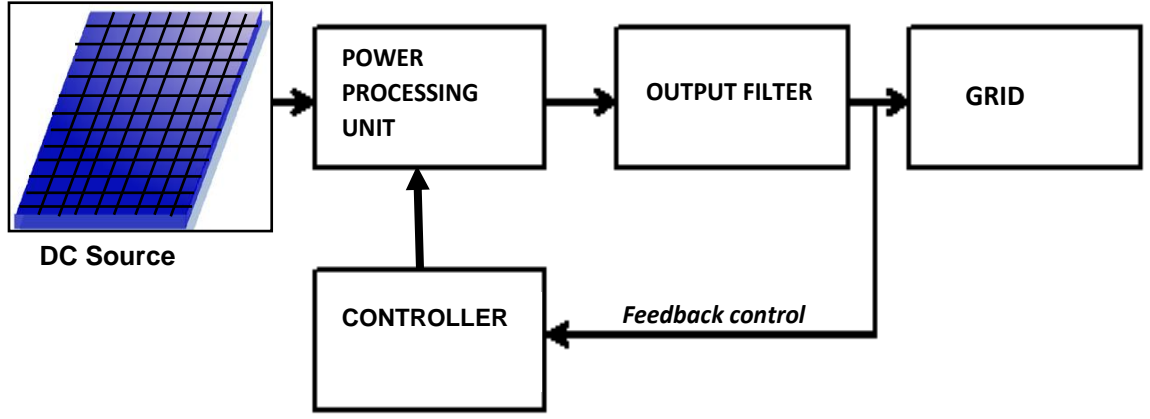 POWER
PROCESSING
UNIT
OUTPUT FILTER
GRID
DC Source
CONTROLLER
Feedback control